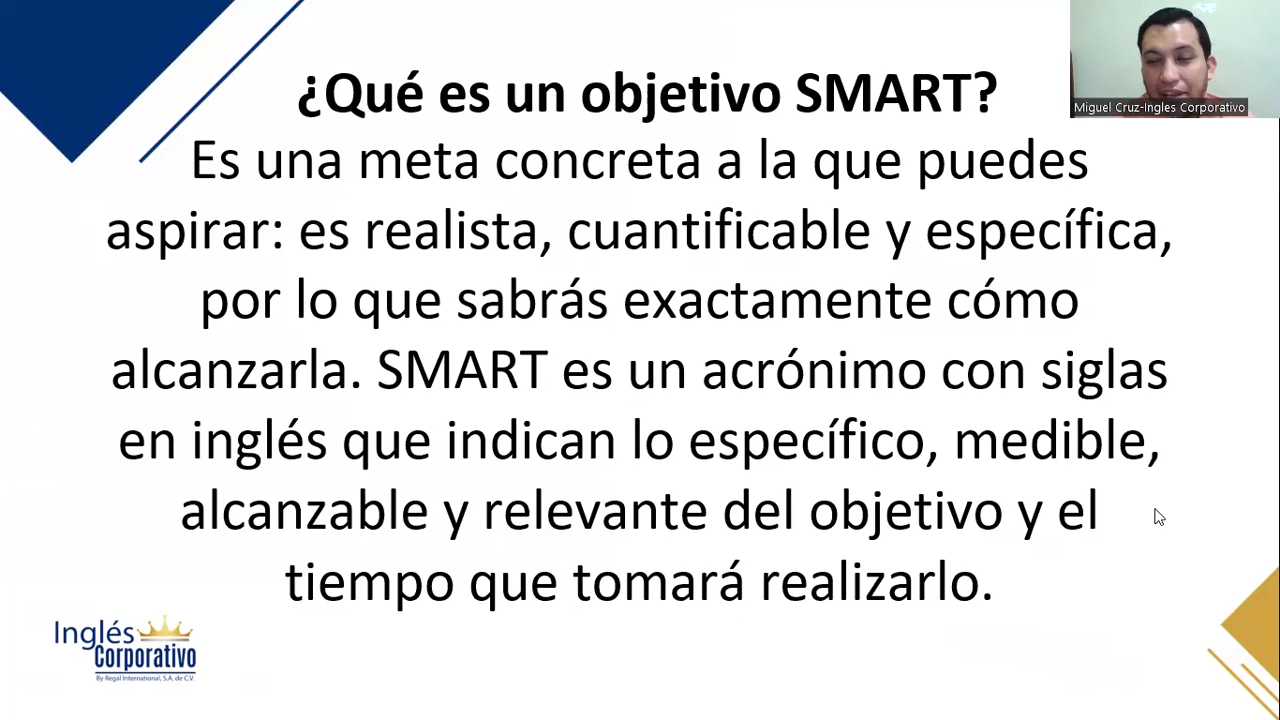 ¿Qué es un objetivo SMART?
Es una meta concreta a la que puedes
aspirar: es realista, cuantificable y específica,
por lo que sabrás exactamente cómo
alcanzarla. SMART es un acrónimo con siglas
en inglés que indican lo específico, medible,
alcanzable y relevante del objetivo y el
tiempo que tomará realizarlo.
Miguel Cruz-Ingles Corporativo
Inglés
Corporativo
By Regal International, S.A. de C.V.